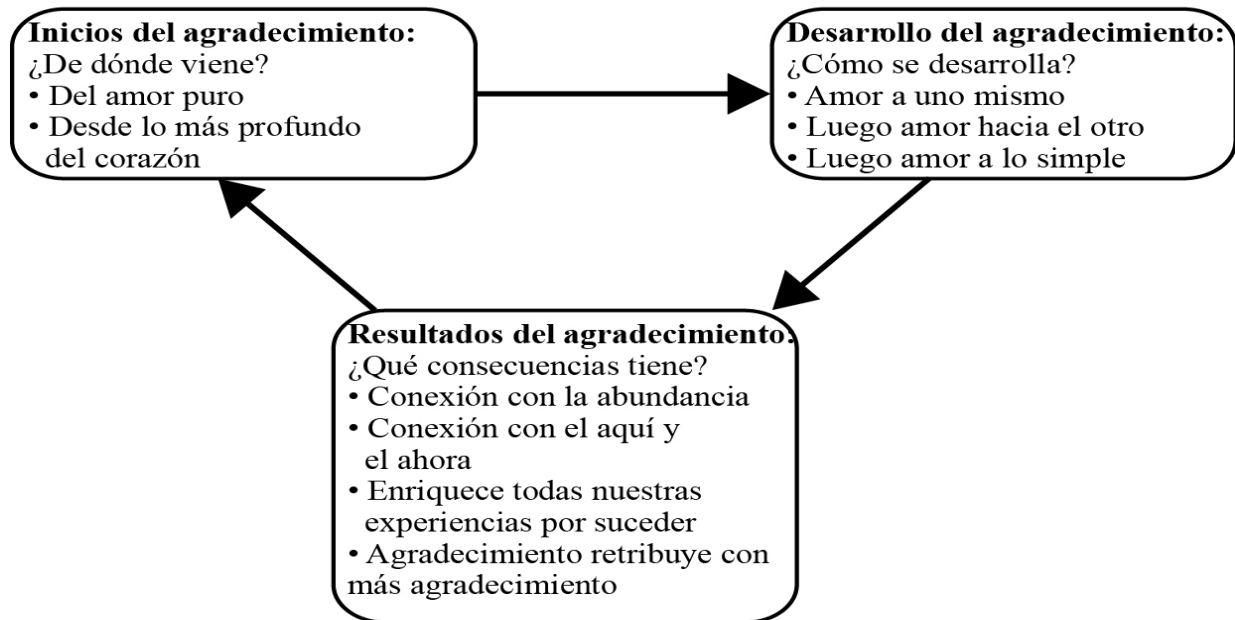 Inicios del agradecimiento:
¿De dónde viene?
• Del amor puro
• Desde lo más profundo
del corazón
Desarrollo del agradecimiento:
¿Cómo se desarrolla?
• Amor a uno mismo
• Luego amor hacia el otro
• Luego amor a lo simple
Resultados del agradecimiento:
¿Qué consecuencias tiene?
• Conexión con la abundancia
• Conexión con el aquí y
el ahora
• Enriquece todas nuestras
experiencias por suceder
• Agradecimiento retribuye con
más agradecimiento